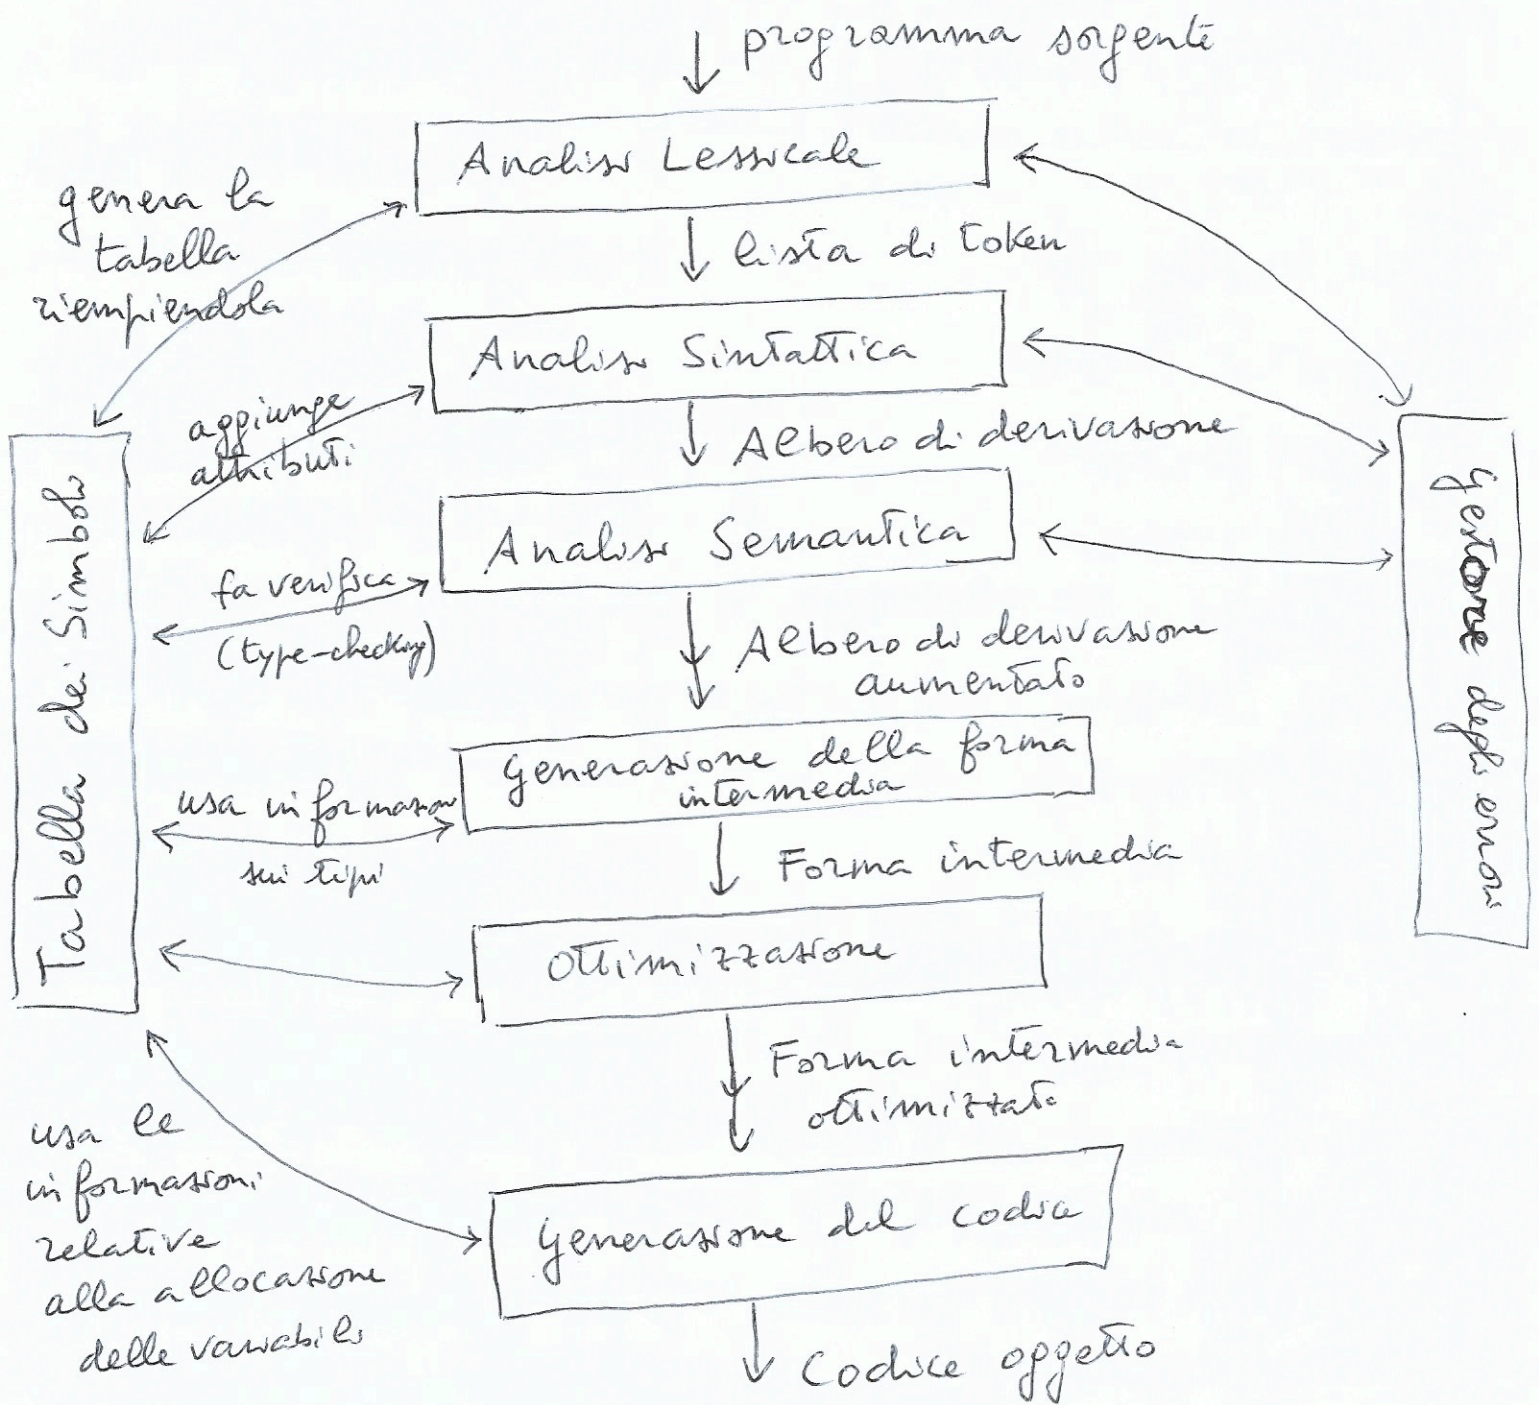 programma sorgente
Analisi Lessicale
genera la
tabella
riempiendola
lista di token
Analisi Sintattica
aggiunge
attributi
Albero di derivazione
Analisi Semantica
fa verifica
(type-checking)
Albero di derivazione
aumentato
Generazione della forma
intermedia
usa informazioni
sui tipi
Forma intermedia
Ottimizzazione
Forma intermedia
ottimizzata
Generazione del codice
usa le
informazioni
relative
alla allocazione
delle variabili
Codice oggetto
Tabella dei Simboli
Gestore degli errori